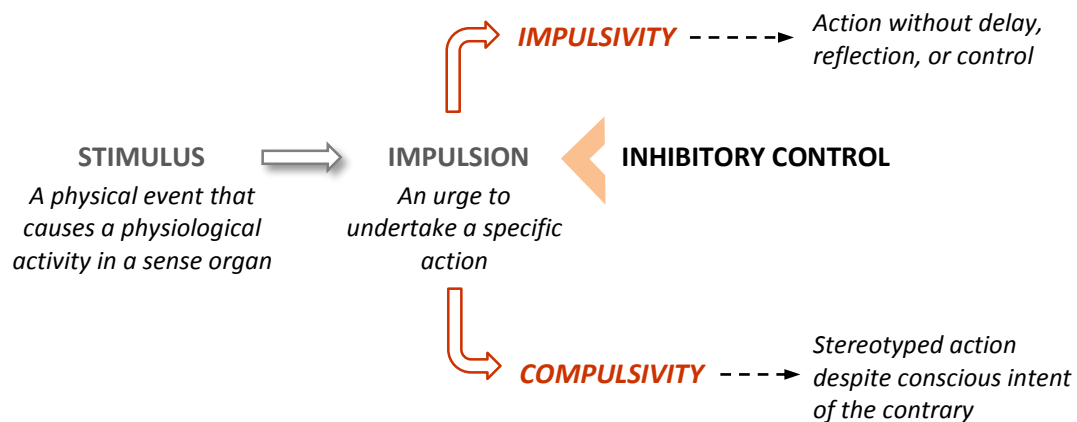 IMPULSIVITY
Action without delay,
reflection, or control
STIMULUS
A physical event that
causes a physiological
activity in a sense organ
IMPULSION
An urge to
undertake a specific
action
INHIBITORY CONTROL
COMPULSIVITY
Stereotyped action
despite conscious intent
of the contrary